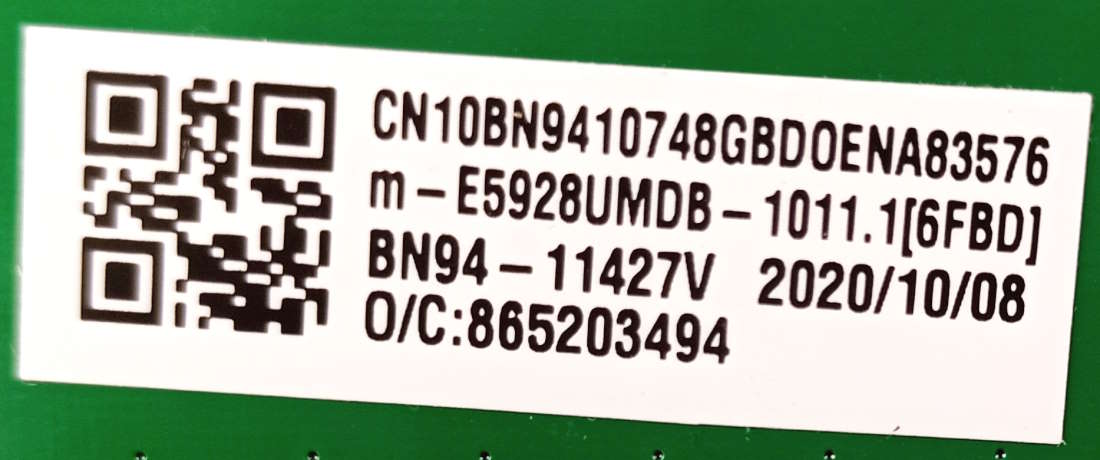 CN10BN9410748GBDOENA83576
m-E5928UMDB-1011.1[6FBD]
BN94-11427V 2020/10/08
O/C:865203494